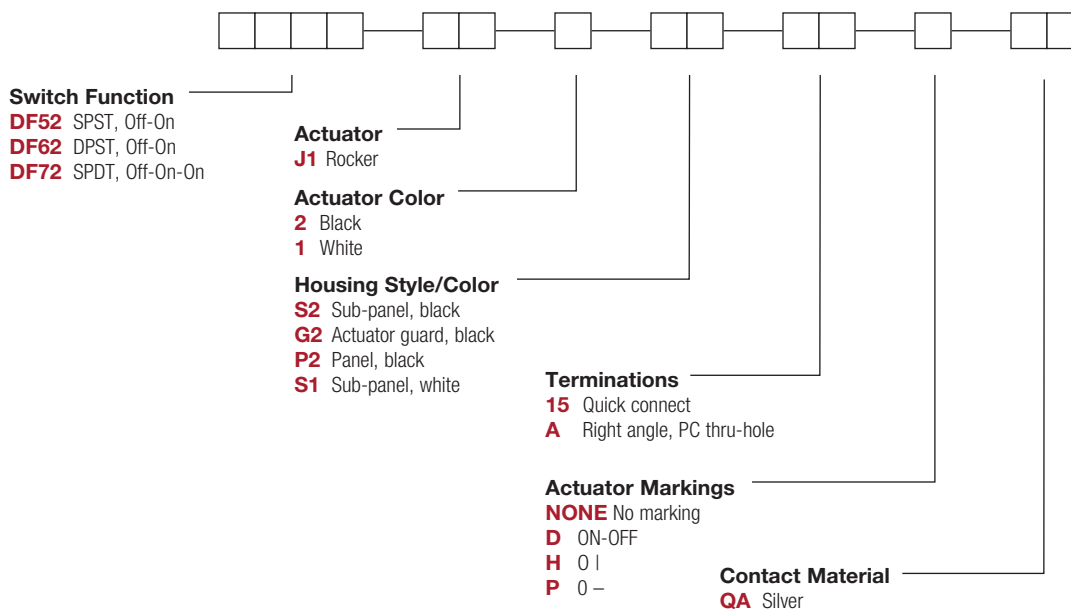 Switch Function
DF52 SPST, Off-On
DF62 DPST, Off-On
DF72 SPDT, Off-On-On
Actuator
J1 Rocker
Actuator Color
2 Black
1 White
Housing Style/Color
S2 Sub-panel, black
G2 Actuator guard, black
P2 Panel, black
S1 Sub-panel, white
Terminations
15 Quick connect
A Right angle, PC thru-hole
Actuator Markings
NONE No marking
D ON-OFF
H O |
P O –
Contact Material
QA Silver